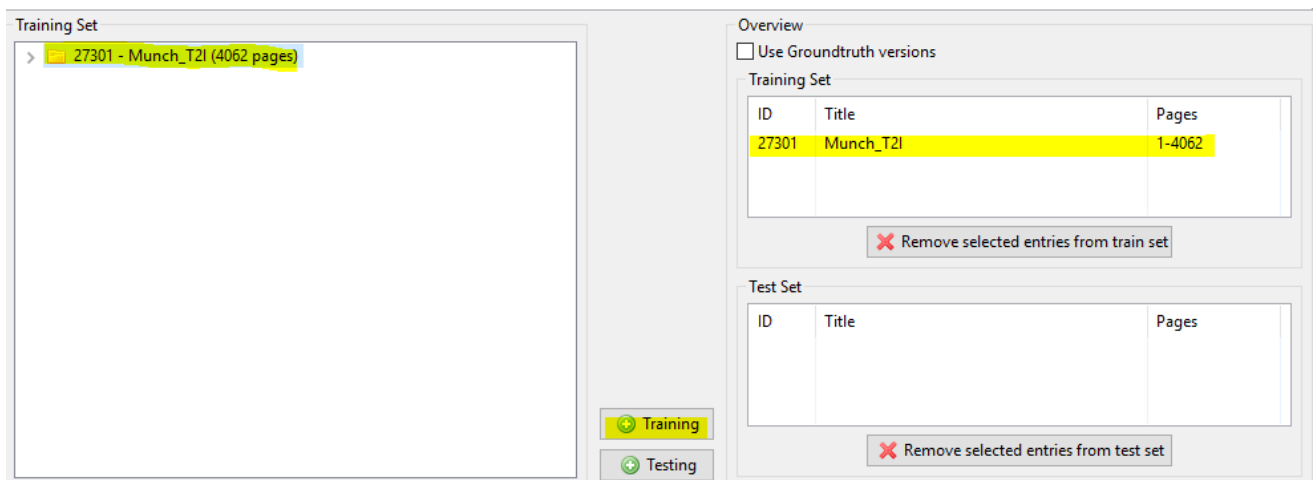 Training Set
27301 - Munch_T2I (4062 pages)
Training
Testing
Overview
Use Groundtruth versions
Training Set
ID Title Pages
27301 Munch_T2I 1-4062
Remove selected entries from train set
Test Set
ID Title Pages
Remove selected entries from test set